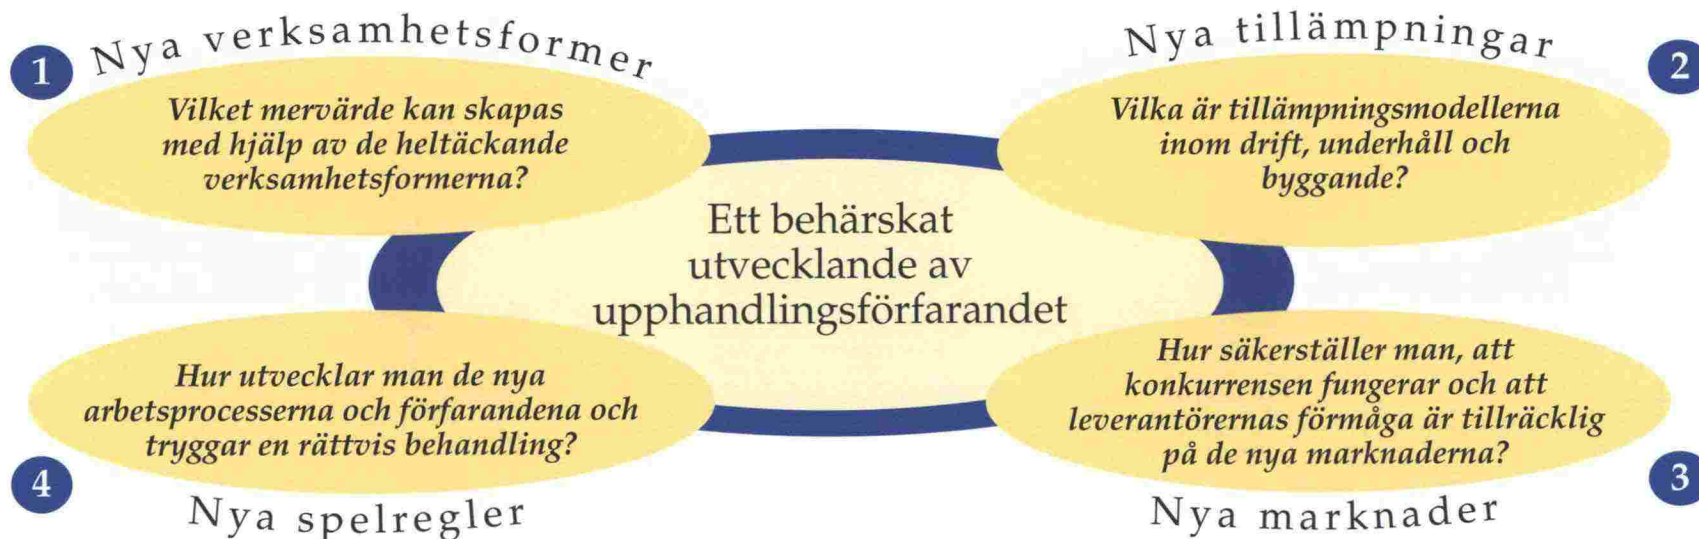 1
Nya verksamhetsformer
Vilket mervärde kan skapas
med hjälp av de heltäckande
verksamhetsformerna?
2
Nya tillämpningar
Vilka är tillämpningsmodellerna
inom drift, underhåll och
byggande?
Ett behärskat
utvecklande av
upphandlingsförfarandet
3
Hur säkerställer man, att
konkurrensen fungerar och att
leverantörernas förmåga är tillräcklig
på de nya marknaderna?
Nya marknader
4
Hur utvecklar man de nya
arbetsprocesserna och förfarandena och
tryggar en rättvis behandling?
Nya spelregler